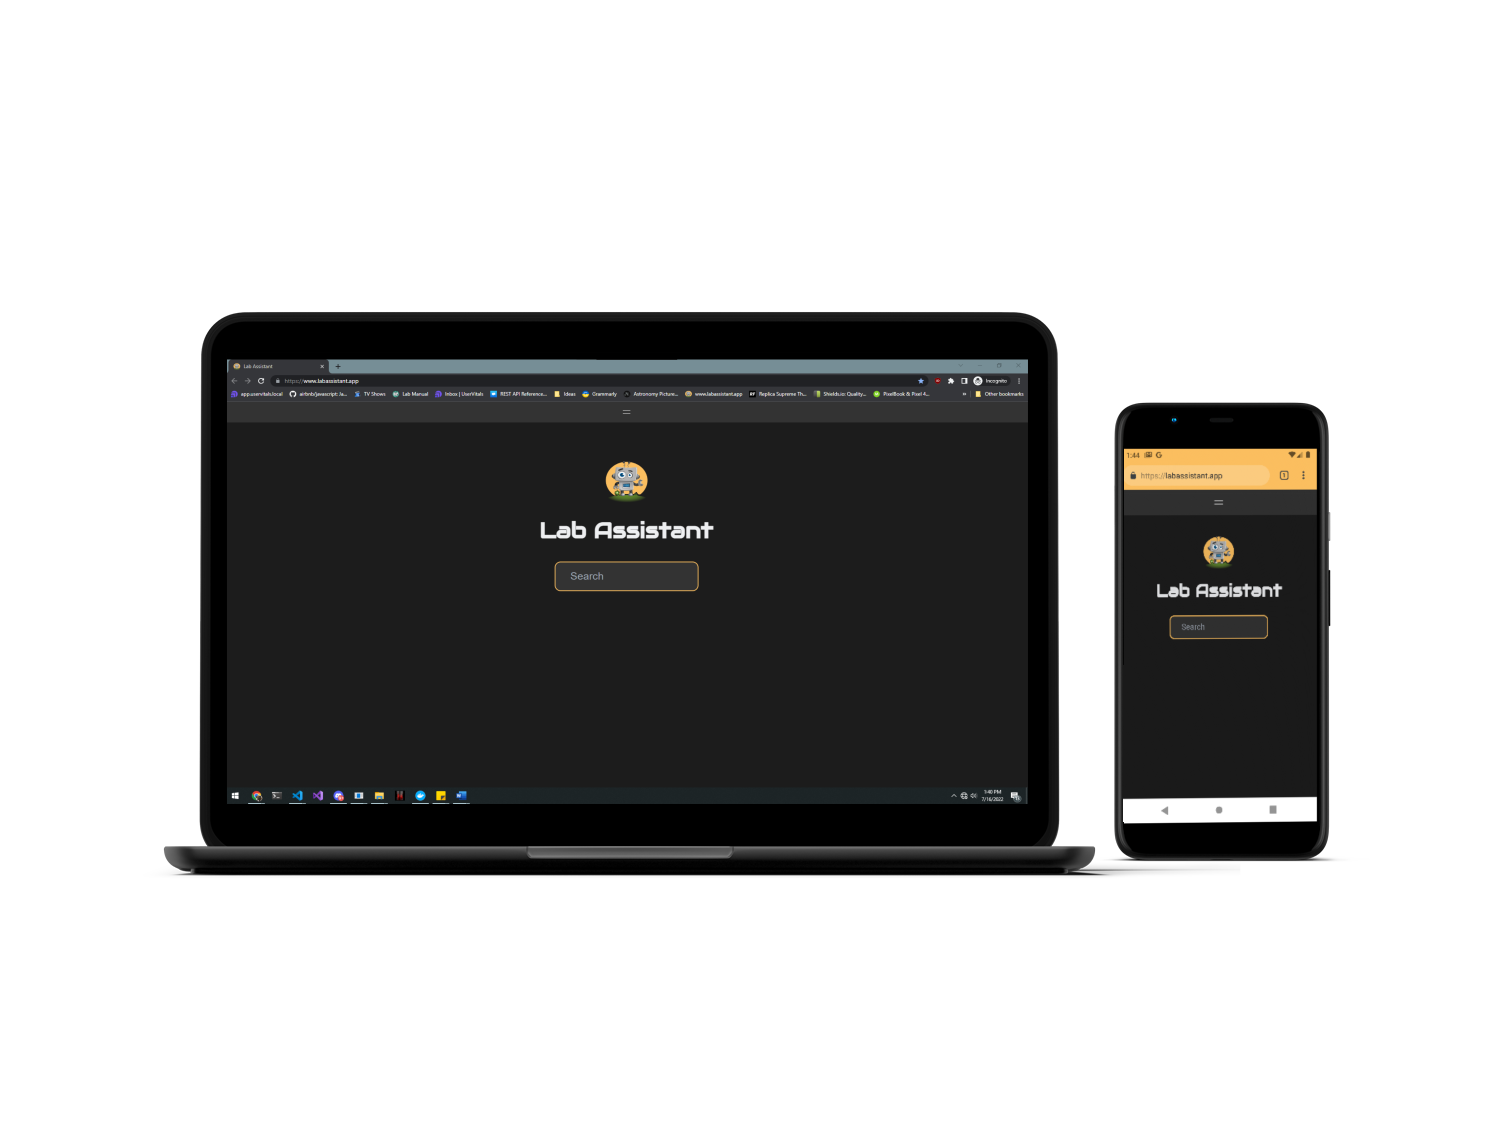 Lab Assistant
https://www.labassistant.app
Incognito
app.uservitals.local airbnb/javascript: Ja... TV Shows Lab Manual Inbox | UserVitals REST API Reference... Ideas Grammarly Astronomy Picture... www.labassistant.app Replica Supreme Th... Shields.io: Quality... PixelBook & Pixel 4... » Other bookmarks
Lab Assistant
Search
1:40 PM
7/16/2022
1:44
https://labassistant.app
1
Lab Assistant
Search